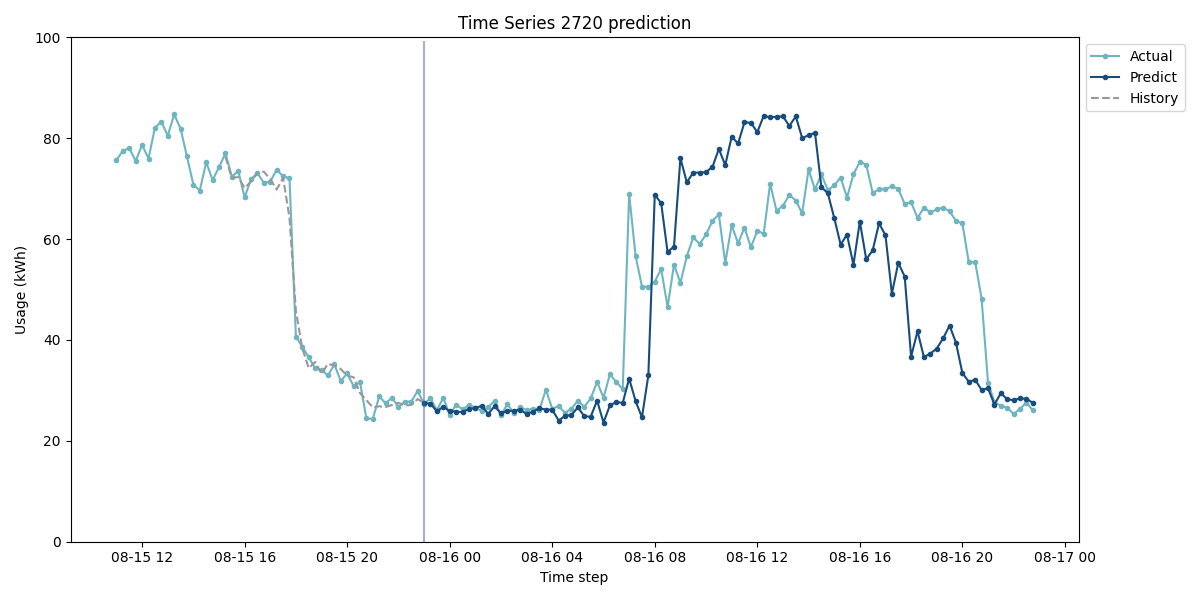 Time Series 2720 prediction
Usage (kWh)
100
80
60
40
20
0
08-15 12
08-15 16
08-15 20
08-16 00
08-16 04
08-16 08
08-16 12
08-16 16
08-16 20
08-17 00
Time step
Actual
Predict
History